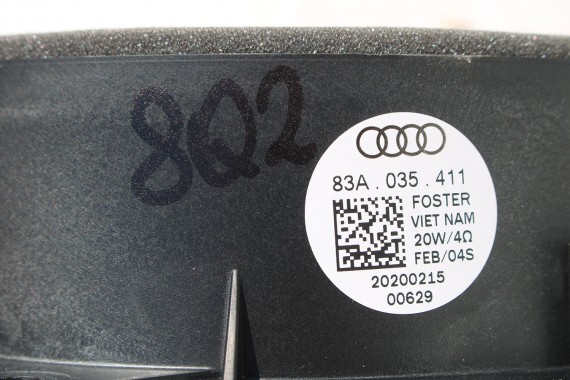 8Q2
83A.035.411
FOSTER
VIET NAM
20W/4Ω
FEB/04S
20200215
00629